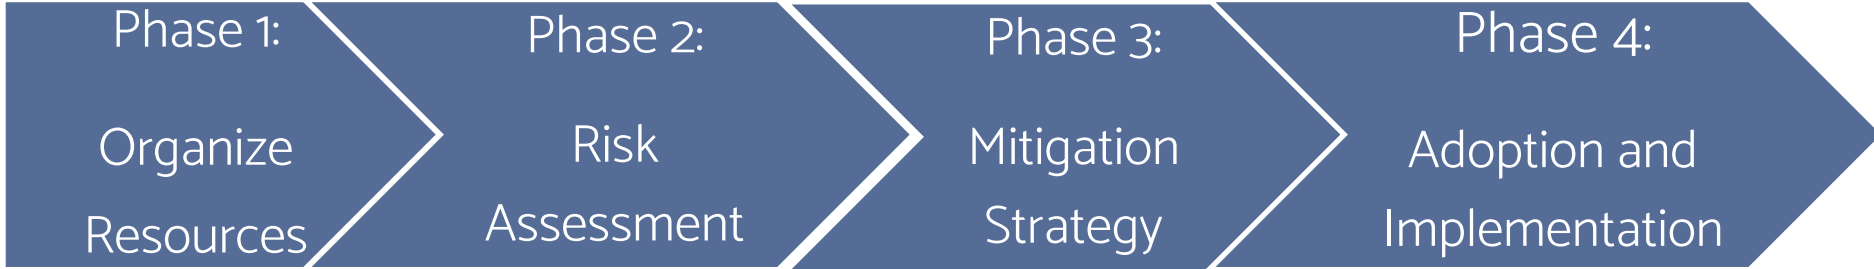 Phase 1:
Organize
Resources
Phase 2:
Risk
Assessment
Phase 3:
Mitigation
Strategy
Phase 4:
Adoption and
Implementation